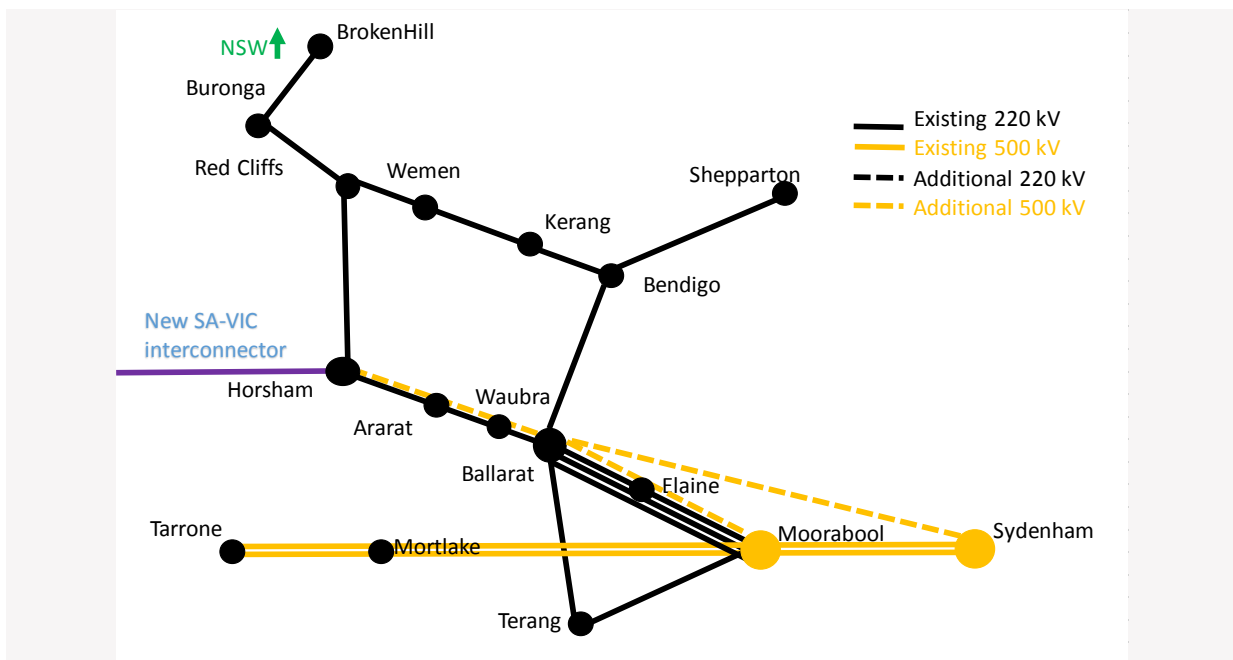 BrokenHill
NSW
Buronga
Existing 220 kV
Existing 500 kV
Additional 220 kV
Additional 500 kV
Red Cliffs
Wemen
Shepparton
Kerang
Bendigo
New SA-VIC
interconnector
Horsham
Waubra
Ararat
Ballarat
Elaine
Tarrone
Mortlake
Moorabool
Sydenham
Terang